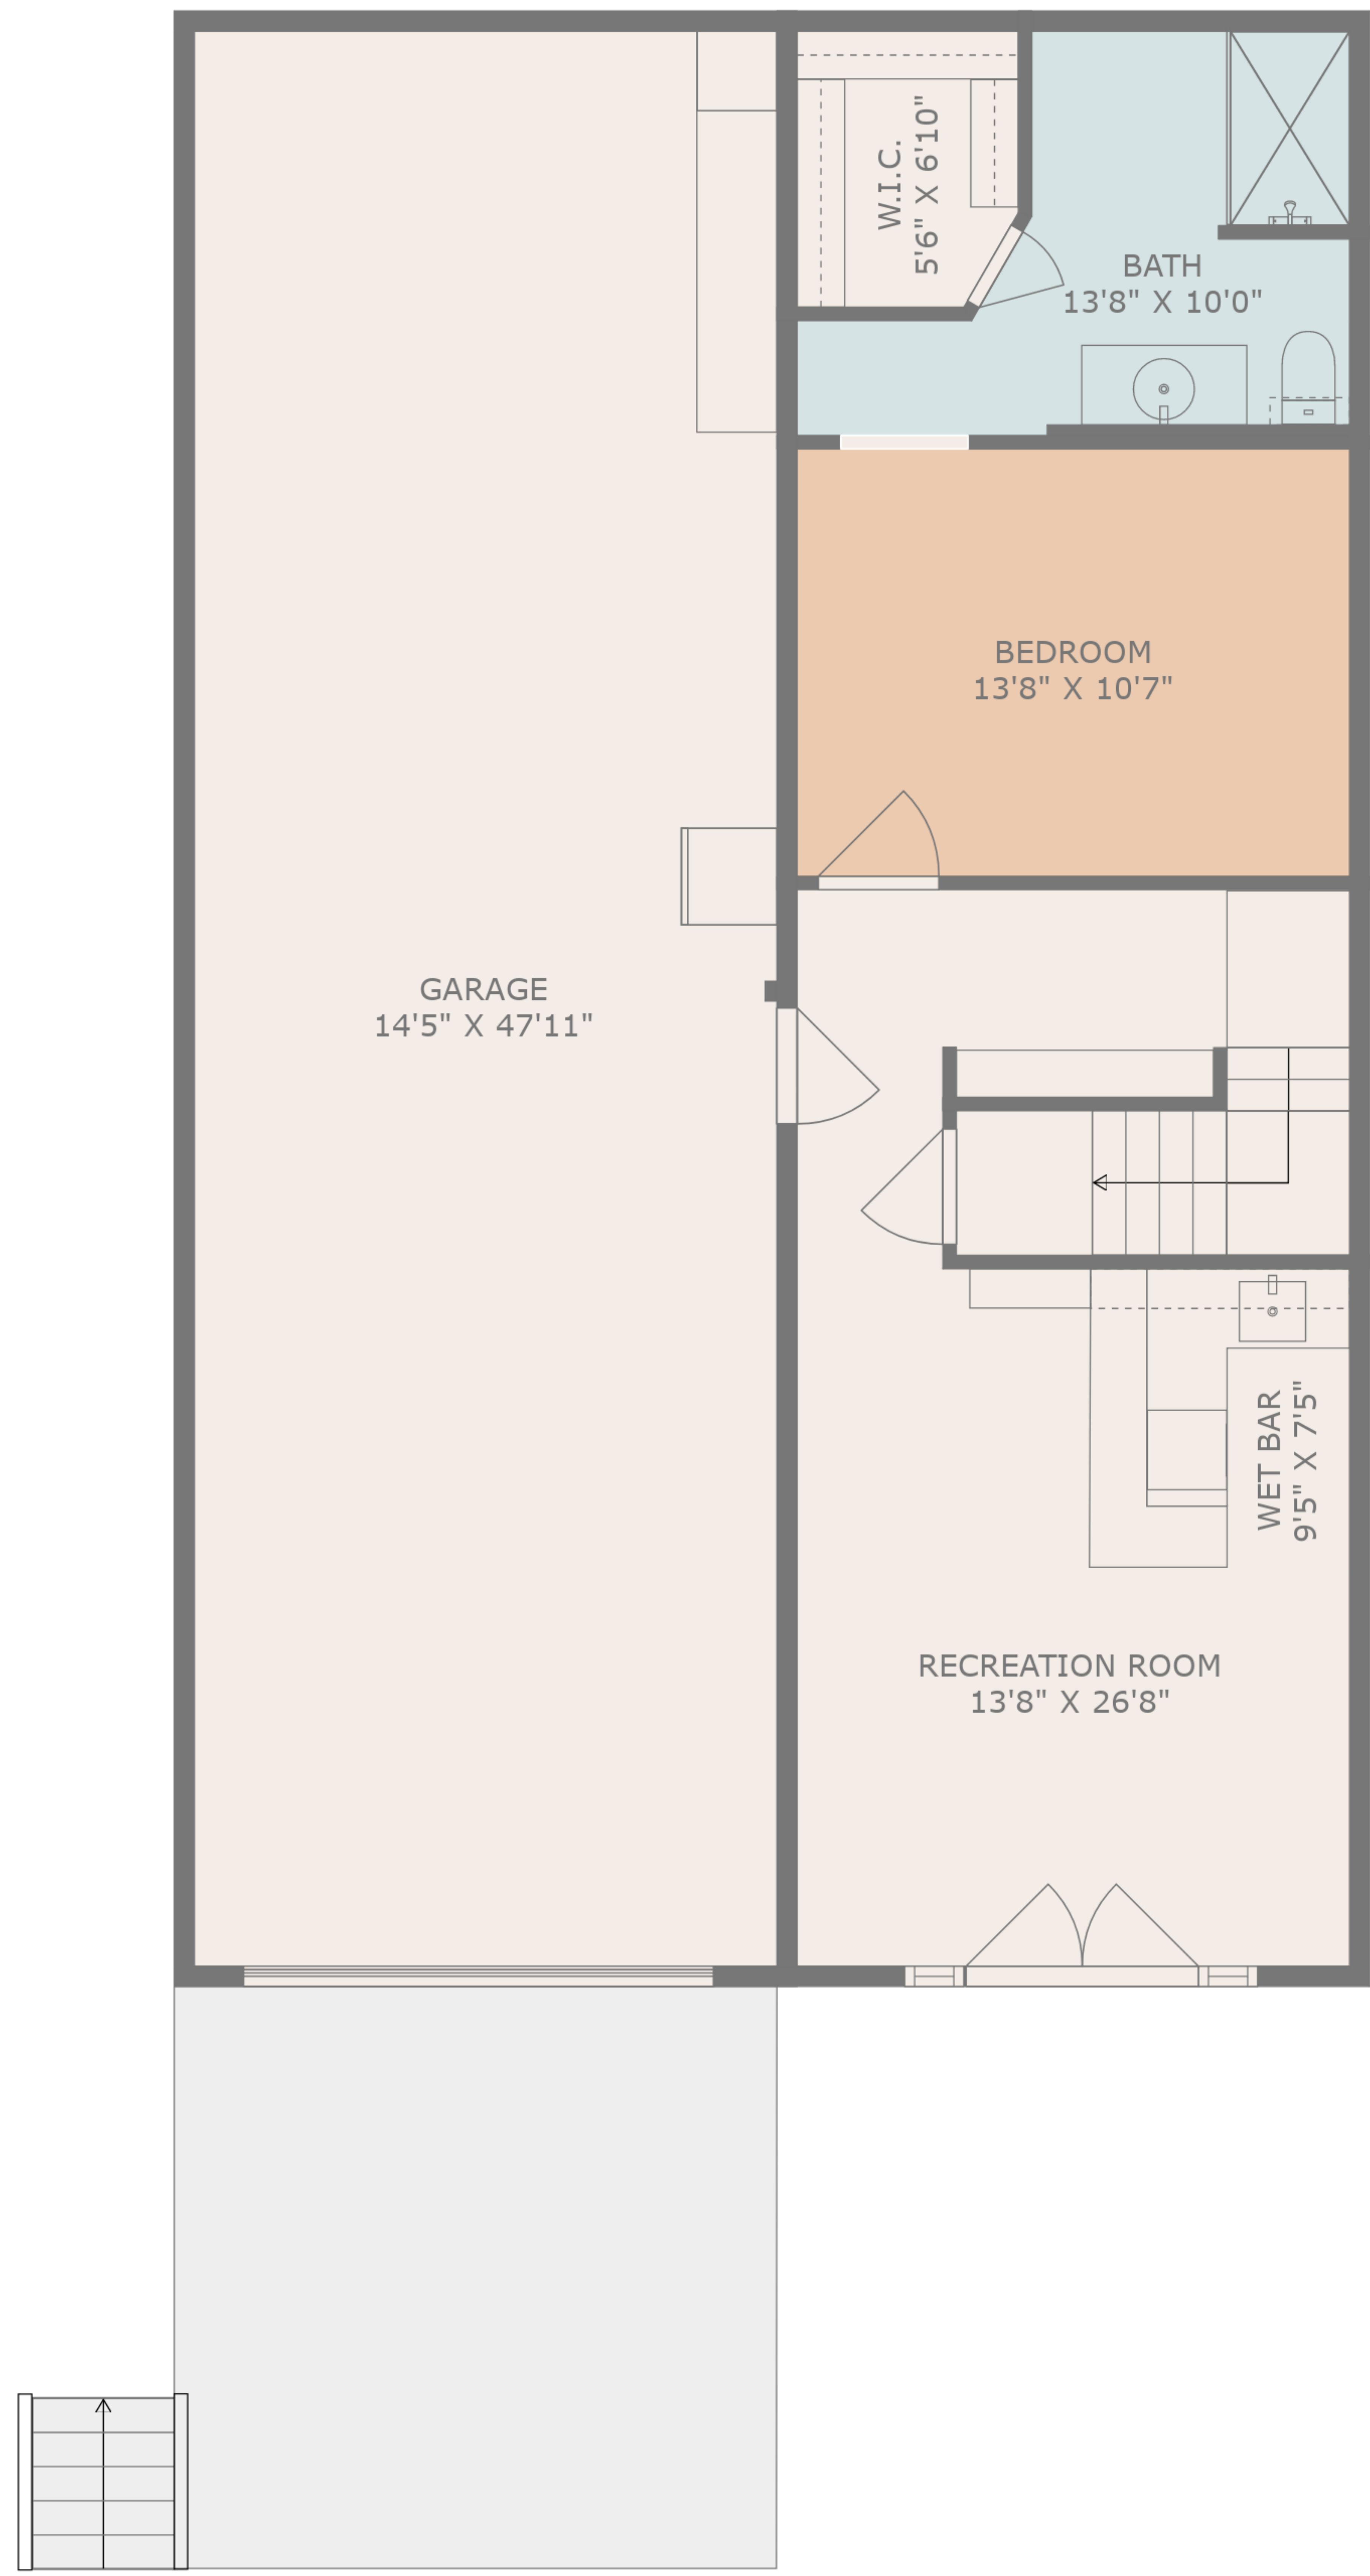 W.I.C.
5'6" X 6'10"
BATH
13'8" X 10'0"
BEDROOM
13'8" X 10'7"
GARAGE
14'5" X 47'11"
WET BAR
9'5" X 7'5"
RECREATION ROOM
13'8" X 26'8"